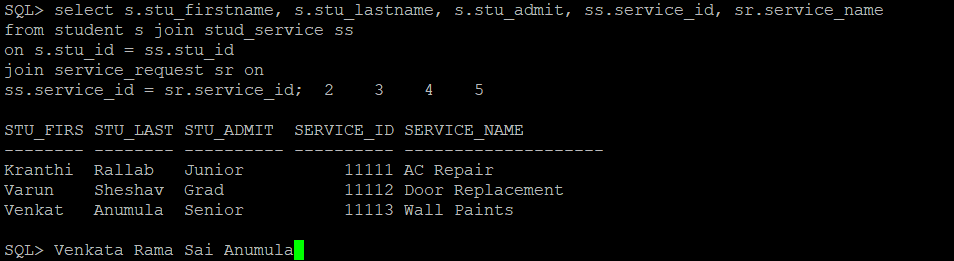 SQL> select s.stu_firstname, s.stu_lastname, s.stu_admit, ss.service_id, sr.service_name
from student s join stud_service ss
on s.stu_id = ss.stu_id
join service_request sr on
ss.service_id = sr.service_id;  2    3    4    5
STU_FIRS STU_LAST STU_ADMIT  SERVICE_ID SERVICE_NAME
-------- -------- ---------- ---------- --------------------
Kranthi  Rallab   Junior          11111 AC Repair
Varun    Sheshav  Grad            11112 Door Replacement
Venkat   Anumula  Senior          11113 Wall Paints
SQL> Venkata Rama Sai Anumula